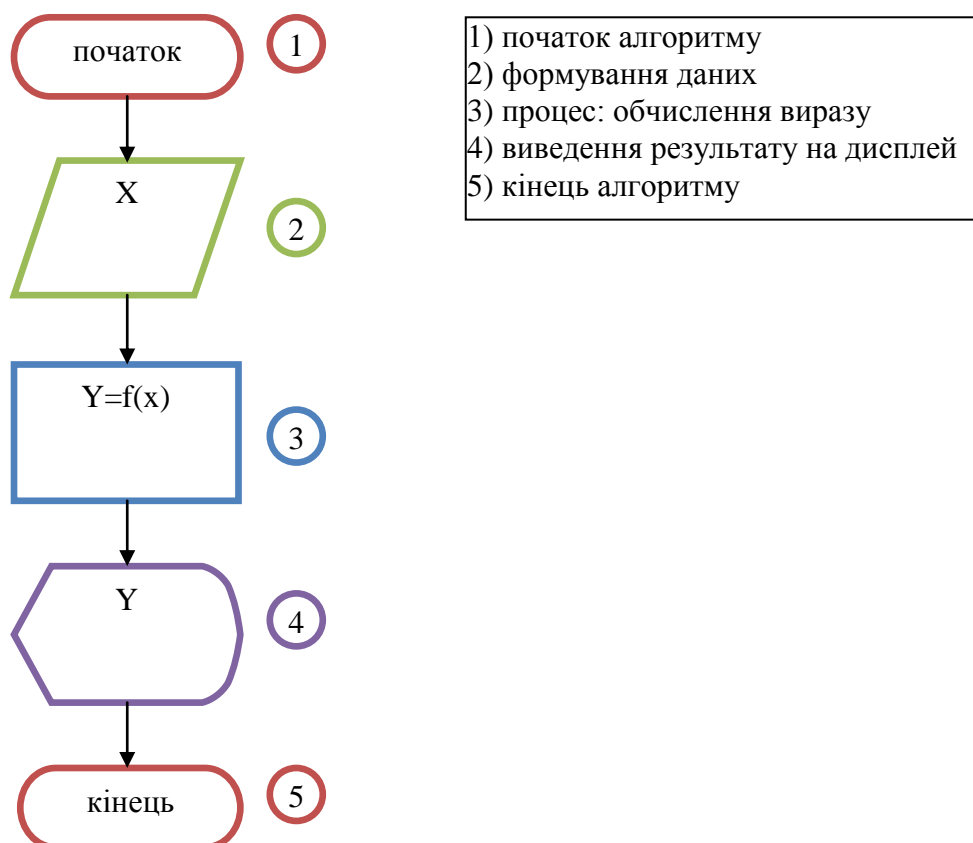 початок
1
X
2
Y=f(x)
3
Y
4
кінець
5
1) початок алгоритму
2) формування даних
3) процес: обчислення виразу
4) виведення результату на дисплей
5) кінець алгоритму